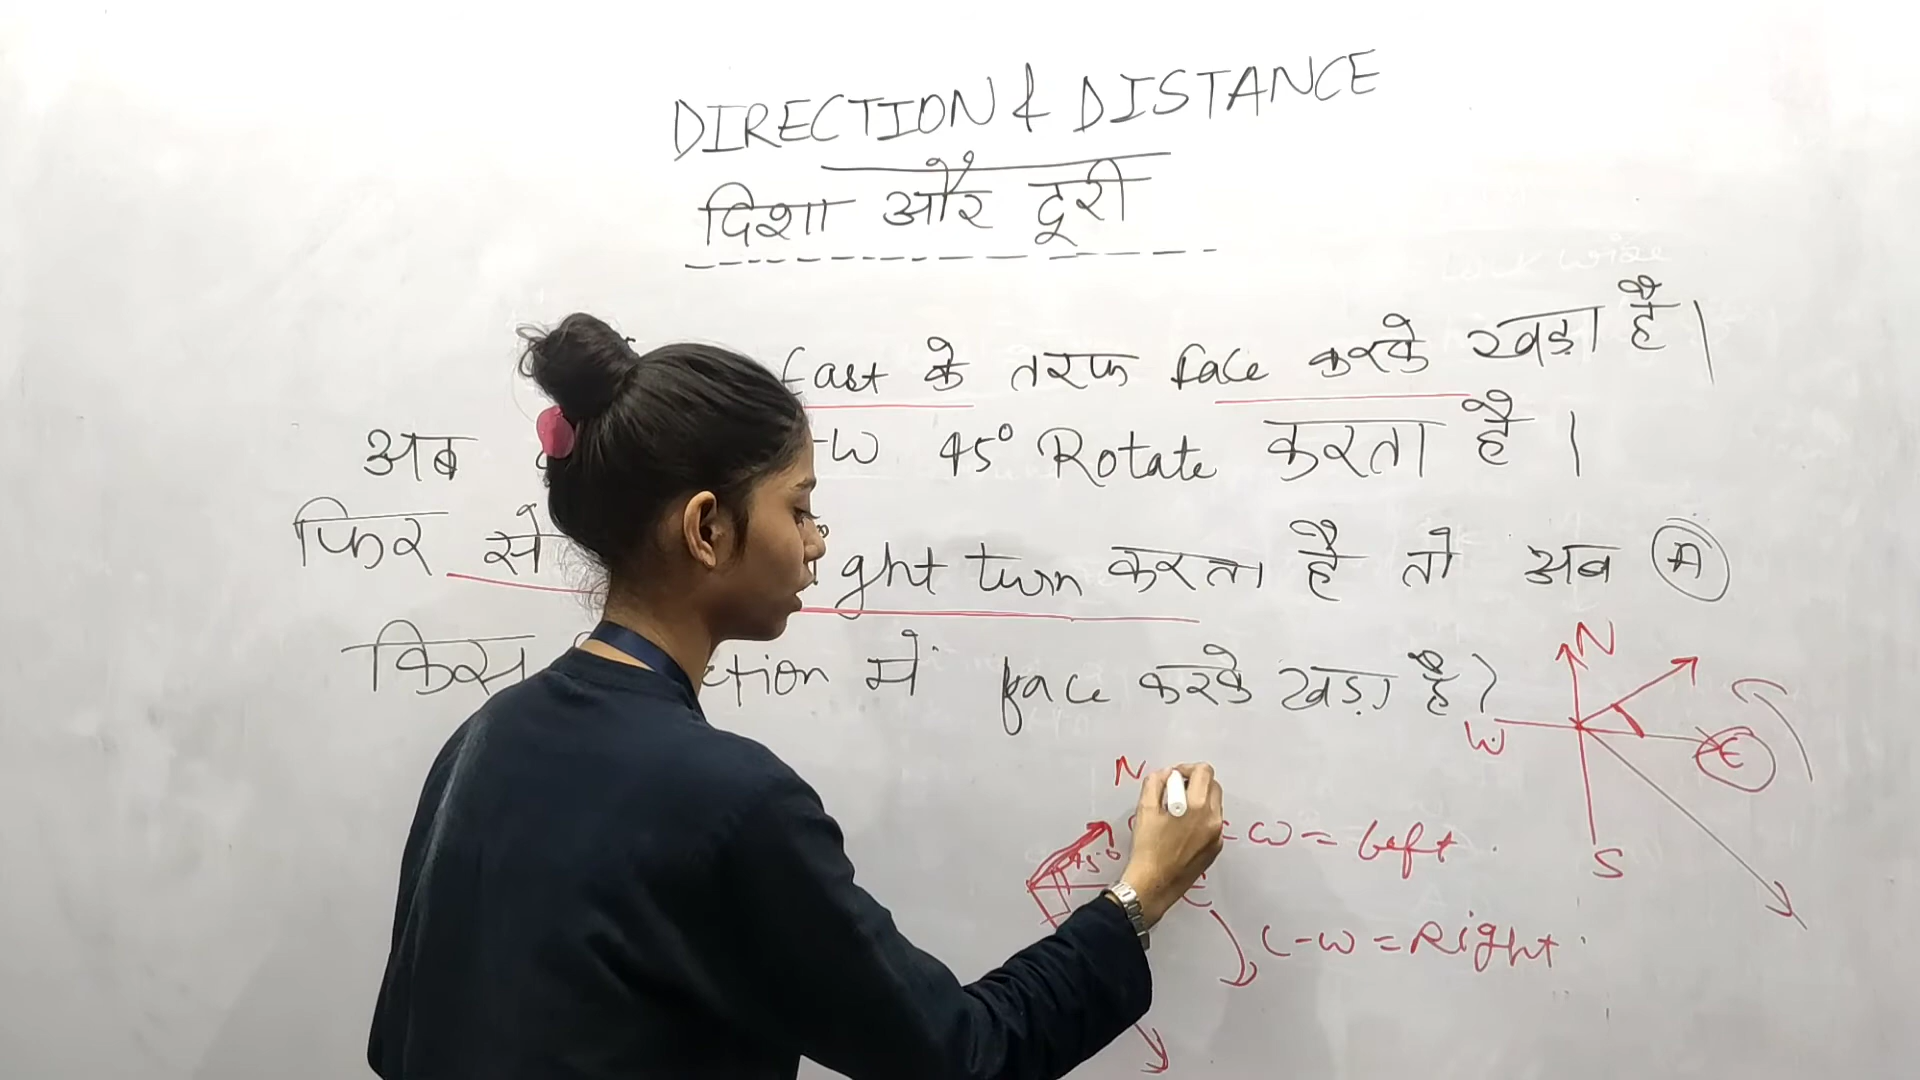 DIRECTION & DISTANCE
दिशा और दूरी
East के तरफ face करके खड़ा है।
अब -W 45° Rotate करता है।
फिर से ght turn करता है तो अब A
किस ction में face करके खड़ा है?
N
W E
S
N
45°
-W = left
E
C-W = Right